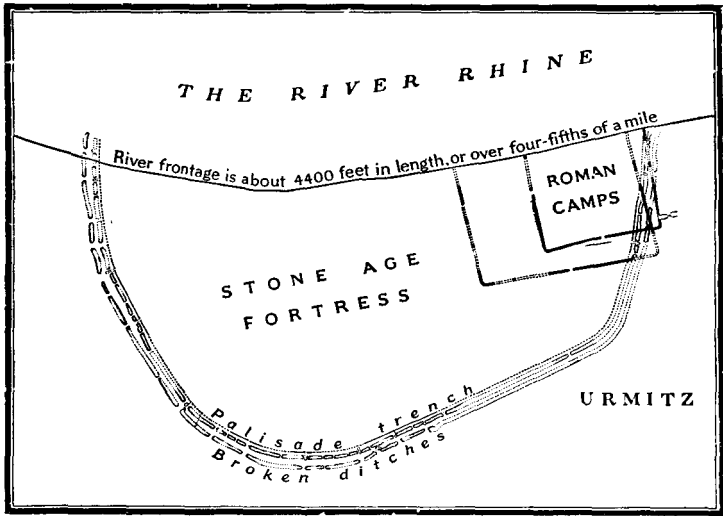 THE RIVER RHINE
River frontage is about 4400 feet in length, or over four-fifths of a mile
ROMAN
CAMPS
STONE AGE
FORTRESS
URMITZ
Palisade trench
Broken ditches